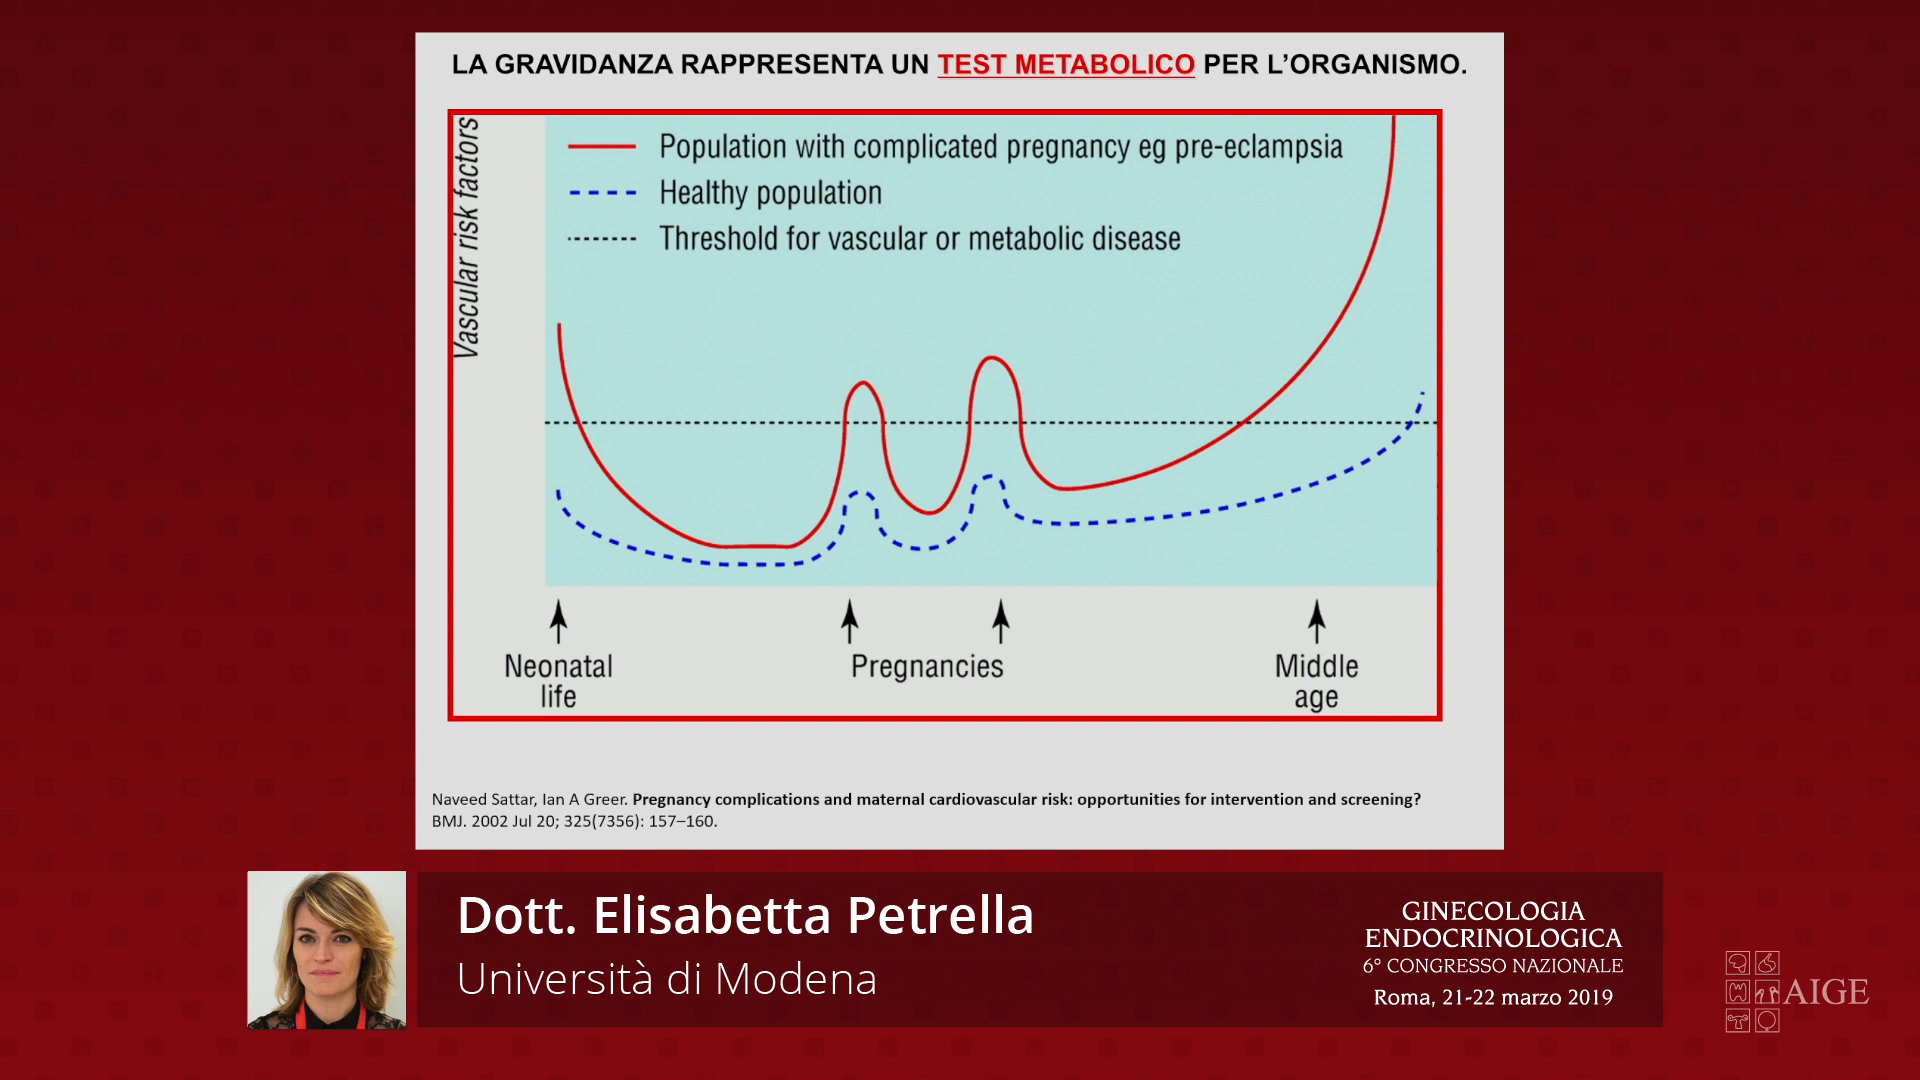 LA GRAVIDANZA RAPPRESENTA UN TEST METABOLICO PER L’ORGANISMO.
Vascular risk factors
Population with complicated pregnancy eg pre-eclampsia
Healthy population
Threshold for vascular or metabolic disease
Neonatal
life
Pregnancies
Middle
age
Naveed Sattar, Ian A Greer. Pregnancy complications and maternal cardiovascular risk: opportunities for intervention and screening?
BMJ. 2002 Jul 20; 325(7356): 157–160.
Dott. Elisabetta Petrella
Università di Modena
GINECOLOGIA
ENDOCRINOLOGICA
6° CONGRESSO NAZIONALE
Roma, 21-22 marzo 2019
AIGE